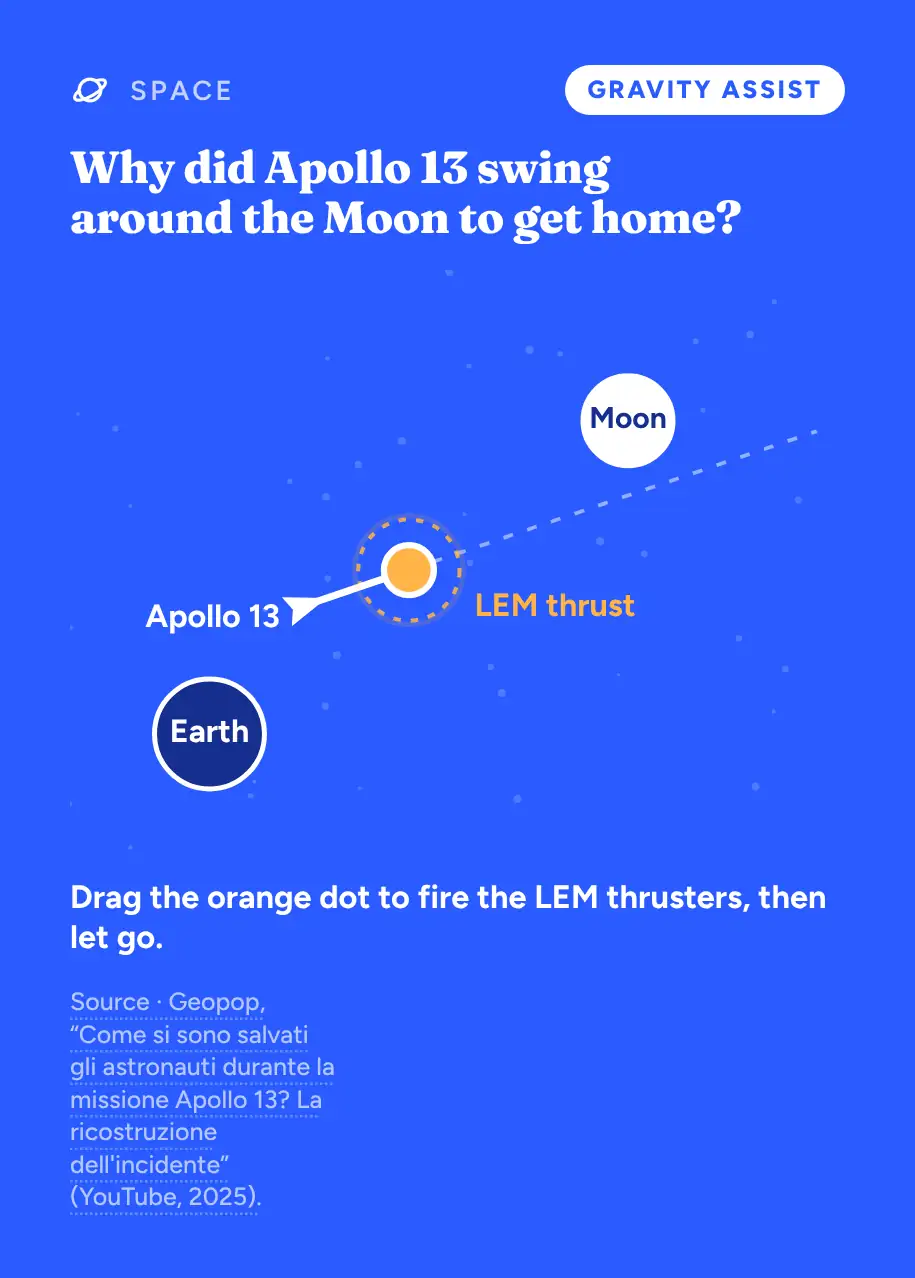 SPACE
GRAVITY ASSIST
Why did Apollo 13 swing
around the Moon to get home?
Moon
LEM thrust
Apollo 13
Earth
Drag the orange dot to fire the LEM thrusters, then
let go.
Source · Geopop,
“Come si sono salvati
gli astronauti durante la
missione Apollo 13? La
ricostruzione
dell'incidente”
(YouTube, 2025).